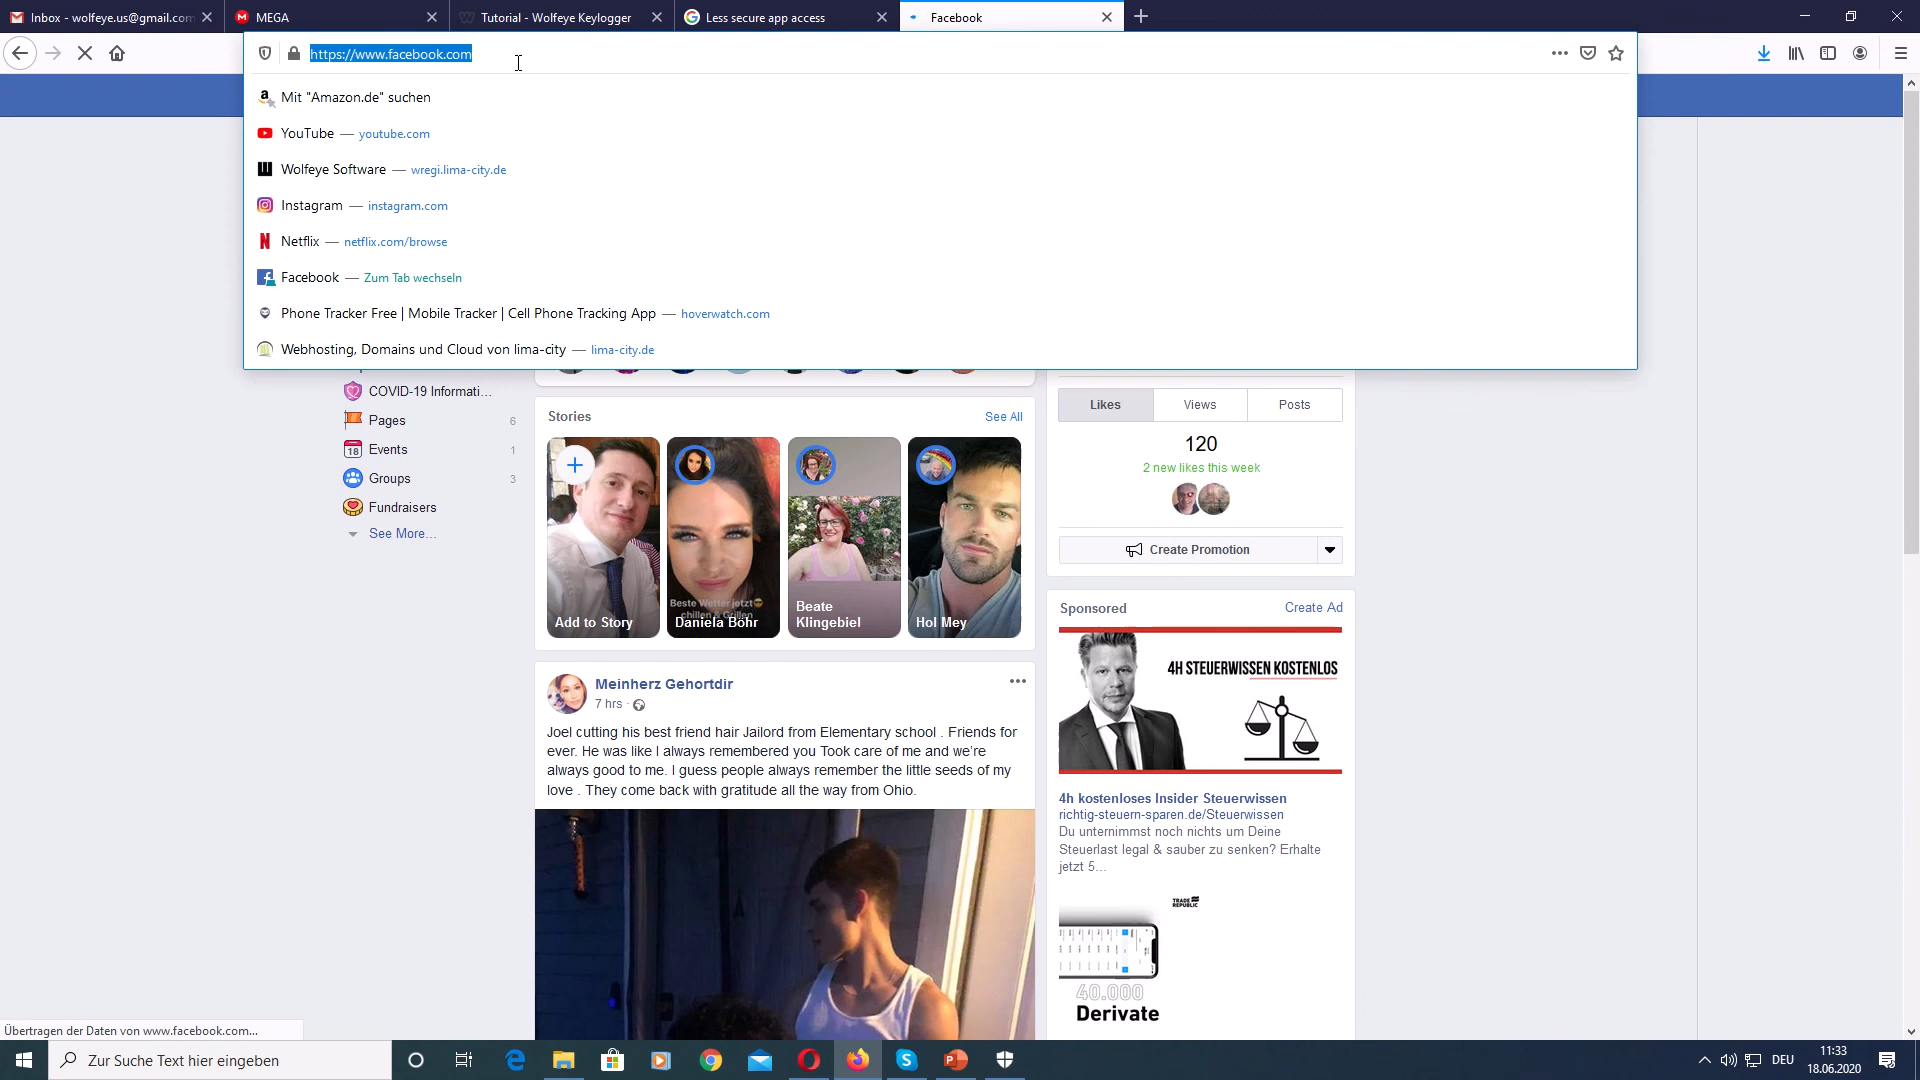 Inbox - wolfeye.us@gmail.com
MEGA
Tutorial - Wolfeye Keylogger
Less secure app access
Facebook
https://www.facebook.com
Mit "Amazon.de" suchen
YouTube — youtube.com
Wolfeye Software — wregi.lima-city.de
Instagram — instagram.com
Netflix — netflix.com/browse
Facebook — Zum Tab wechseln
Phone Tracker Free | Mobile Tracker | Cell Phone Tracking App — hoverwatch.com
Webhosting, Domains und Cloud von lima-city — lima-city.de
COVID-19 Informati...
Pages 6
18 Events 1
Groups 3
Fundraisers
See More...
Stories See All
Add to Story
Beste Wetter jetzt
chillen & Grillen
Daniela Böhr
Beate
Klingebiel
Hol Mey
Meinherz Gehortdir
7 hrs ·
Joel cutting his best friend hair Jailord from Elementary school . Friends for
ever. He was like I always remembered you Took care of me and we're
always good to me. I guess people always remember the little seeds of my
love . They come back with gratitude all the way from Ohio.
Likes Views Posts
120
2 new likes this week
Create Promotion
Sponsored Create Ad
4H STEUERWISSEN KOSTENLOS
4h kostenloses Insider Steuerwissen
richtig-steuern-sparen.de/Steuerwissen
Du unternimmst noch nichts um Deine
Steuerlast legal & sauber zu senken? Erhalte
jetzt 5...
TRADE
REPUBLIC
40.000
Derivate
Übertragen der Daten von www.facebook.com...
Zur Suche Text hier eingeben
DEU
11:33
18.06.2020